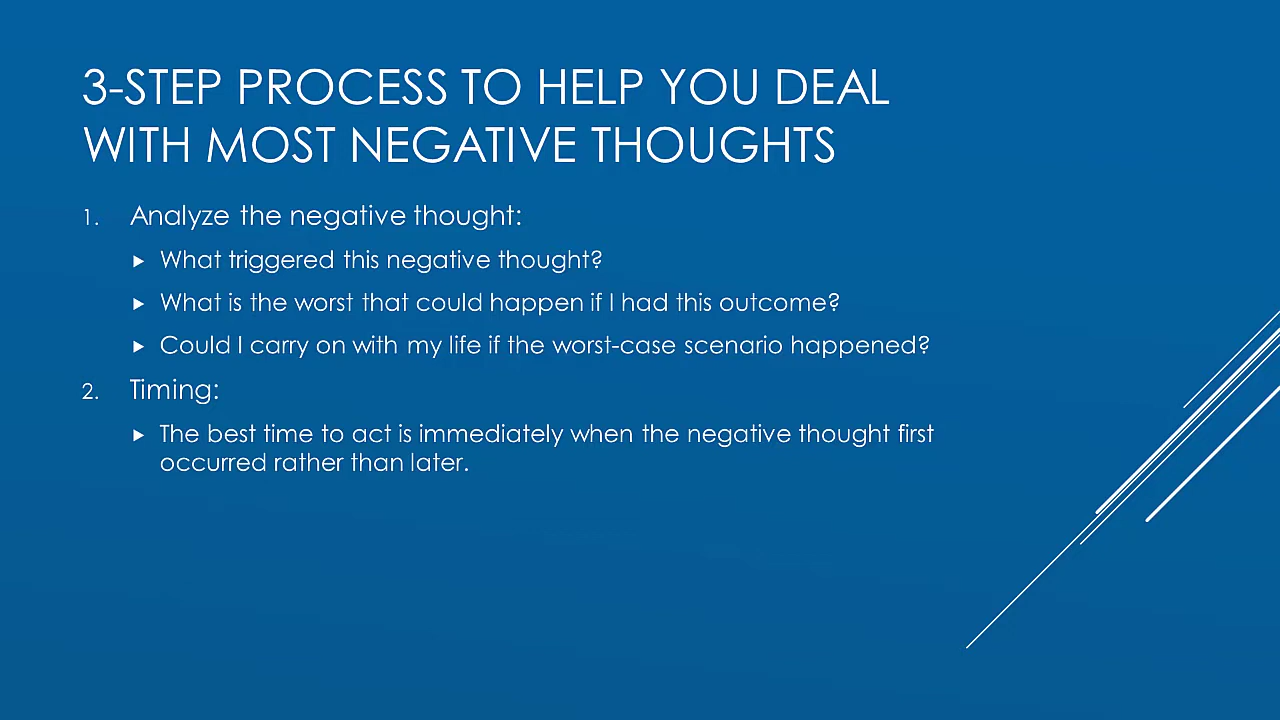 3-STEP PROCESS TO HELP YOU DEAL
WITH MOST NEGATIVE THOUGHTS
1. Analyze the negative thought:
▶ What triggered this negative thought?
▶ What is the worst that could happen if I had this outcome?
▶ Could I carry on with my life if the worst-case scenario happened?
2. Timing:
▶ The best time to act is immediately when the negative thought first
occurred rather than later.